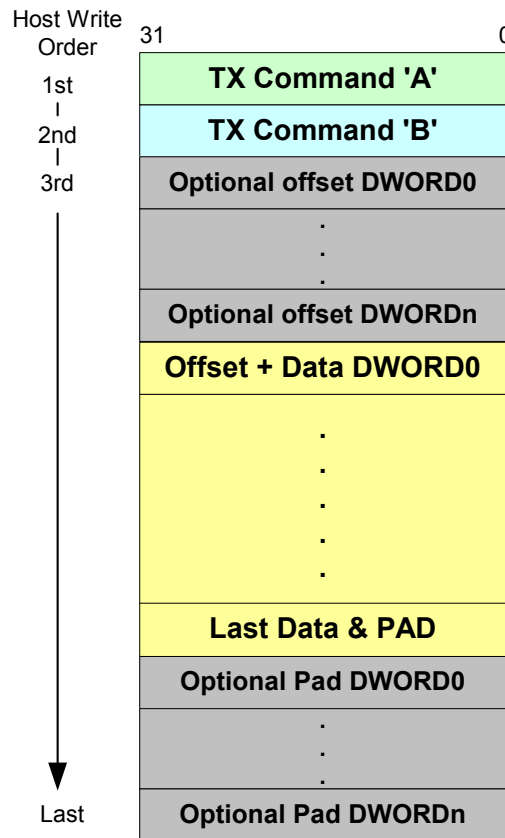 Host Write
Order
31
0
1st
TX Command 'A'
2nd
TX Command 'B'
3rd
Optional offset DWORD0
.
.
.
Optional offset DWORDn
Offset + Data DWORD0
.
.
.
.
.
Last Data & PAD
Optional Pad DWORD0
.
.
.
Last
Optional Pad DWORDn